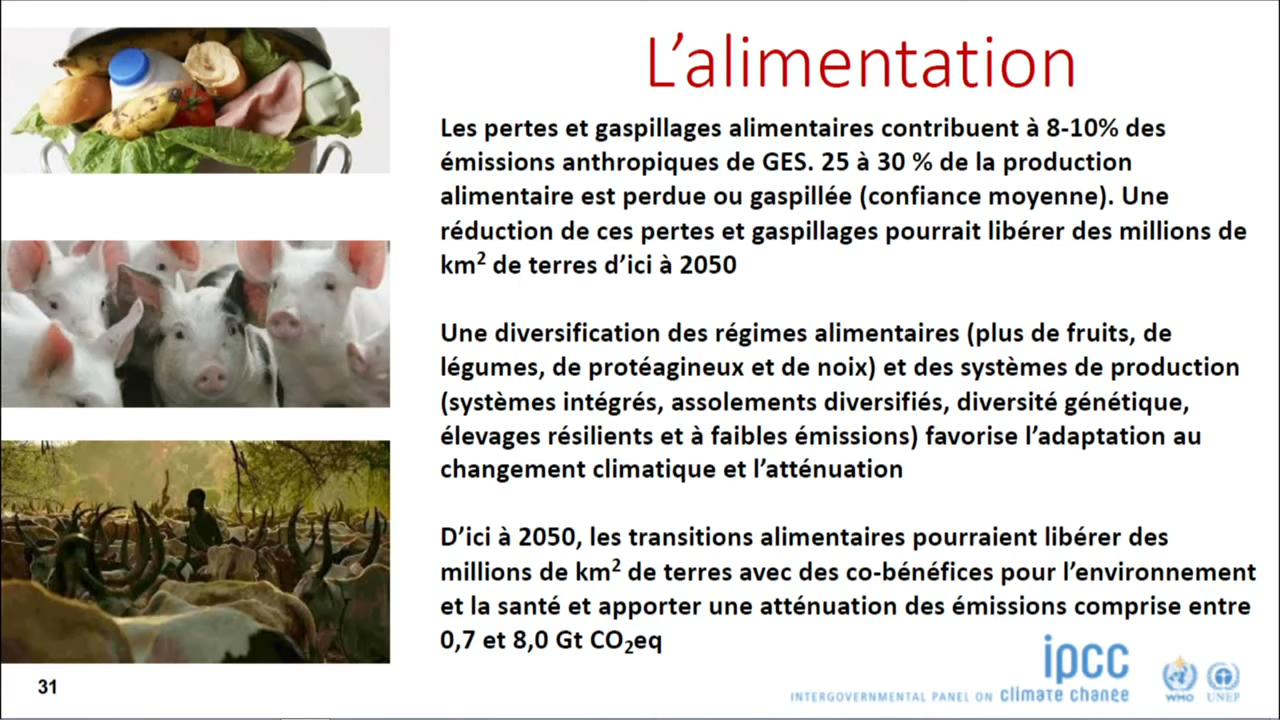 L’alimentation
Les pertes et gaspillages alimentaires contribuent à 8-10% des
émissions anthropiques de GES. 25 à 30 % de la production
alimentaire est perdue ou gaspillée (confiance moyenne). Une
réduction de ces pertes et gaspillages pourrait libérer des millions de
km² de terres d’ici à 2050
Une diversification des régimes alimentaires (plus de fruits, de
légumes, de protéagineux et de noix) et des systèmes de production
(systèmes intégrés, assolements diversifiés, diversité génétique,
élevages résilients et à faibles émissions) favorise l’adaptation au
changement climatique et l’atténuation
D’ici à 2050, les transitions alimentaires pourraient libérer des
millions de km² de terres avec des co-bénéfices pour l’environnement
et la santé et apporter une atténuation des émissions comprise entre
0,7 et 8,0 Gt CO₂eq
31
ipcc
INTERGOVERNMENTAL PANEL ON climate change
WMO
UNEP